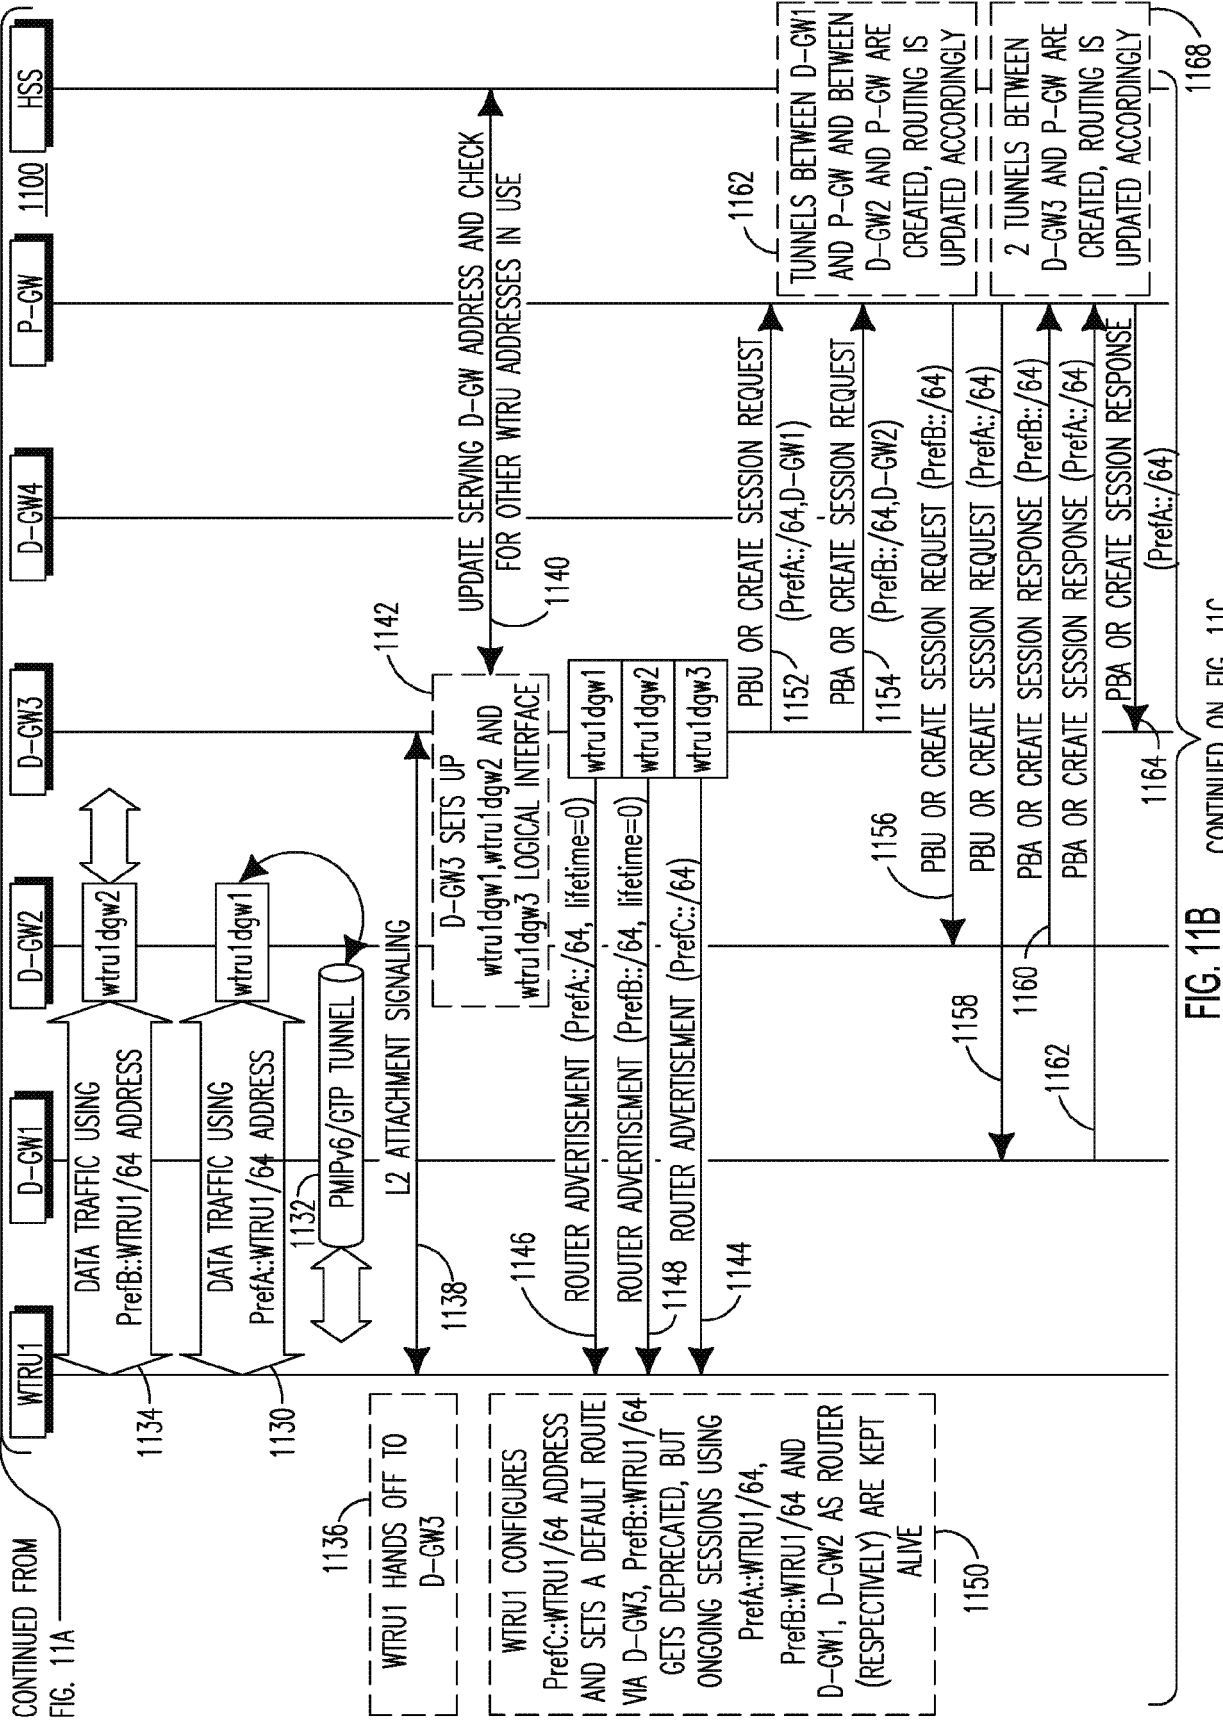 CONTINUED FROM
FIG. 11A
1100
WTRU1
D-GW1
D-GW2
D-GW3
D-GW4
P-GW
HSS
DATA TRAFFIC USING
PrefB::WTRU1/64 ADDRESS
1134
wtru1dgw2
DATA TRAFFIC USING
PrefA::WTRU1/64 ADDRESS
1130
wtru1dgw1
1132
PMIPv6/GTP TUNNEL
1136
WTRU1 HANDS OFF TO
D-GW3
L2 ATTACHMENT SIGNALING
1138
1142
D-GW3 SETS UP
wtru1dgw1,wtru1dgw2 AND
wtru1dgw3 LOGICAL INTERFACE
UPDATE SERVING D-GW ADDRESS AND CHECK
FOR OTHER WTRU ADDRESSES IN USE
1140
wtru1dgw1
wtru1dgw2
wtru1dgw3
1146
ROUTER ADVERTISEMENT (PrefA::/64, lifetime=0)
ROUTER ADVERTISEMENT (PrefB::/64, lifetime=0)
1148
ROUTER ADVERTISEMENT (PrefC::/64)
1144
WTRU1 CONFIGURES
PrefC::WTRU1/64 ADDRESS
AND SETS A DEFAULT ROUTE
VIA D-GW3, PrefB::WTRU1/64
GETS DEPRECATED, BUT
ONGOING SESSIONS USING
PrefA::WTRU1/64,
PrefB::WTRU1/64 AND
D-GW1, D-GW2 AS ROUTER
(RESPECTIVELY) ARE KEPT
ALIVE
1150
PBU OR CREATE SESSION REQUEST
1152
(PrefA::/64,D-GW1)
PBA OR CREATE SESSION REQUEST
1154
(PrefB::/64,D-GW2)
1162
TUNNELS BETWEEN D-GW1
AND P-GW AND BETWEEN
D-GW2 AND P-GW ARE
CREATED, ROUTING IS
UPDATED ACCORDINGLY
1156
PBU OR CREATE SESSION REQUEST (PrefB::/64)
1158
PBU OR CREATE SESSION REQUEST (PrefA::/64)
1160
PBA OR CREATE SESSION RESPONSE (PrefB::/64)
1162
PBA OR CREATE SESSION RESPONSE (PrefA::/64)
2 TUNNELS BETWEEN
D-GW3 AND P-GW ARE
CREATED, ROUTING IS
UPDATED ACCORDINGLY
1168
PBA OR CREATE SESSION RESPONSE
1164
(PrefA::/64)
FIG. 11B
CONTINUED ON FIG. 11C